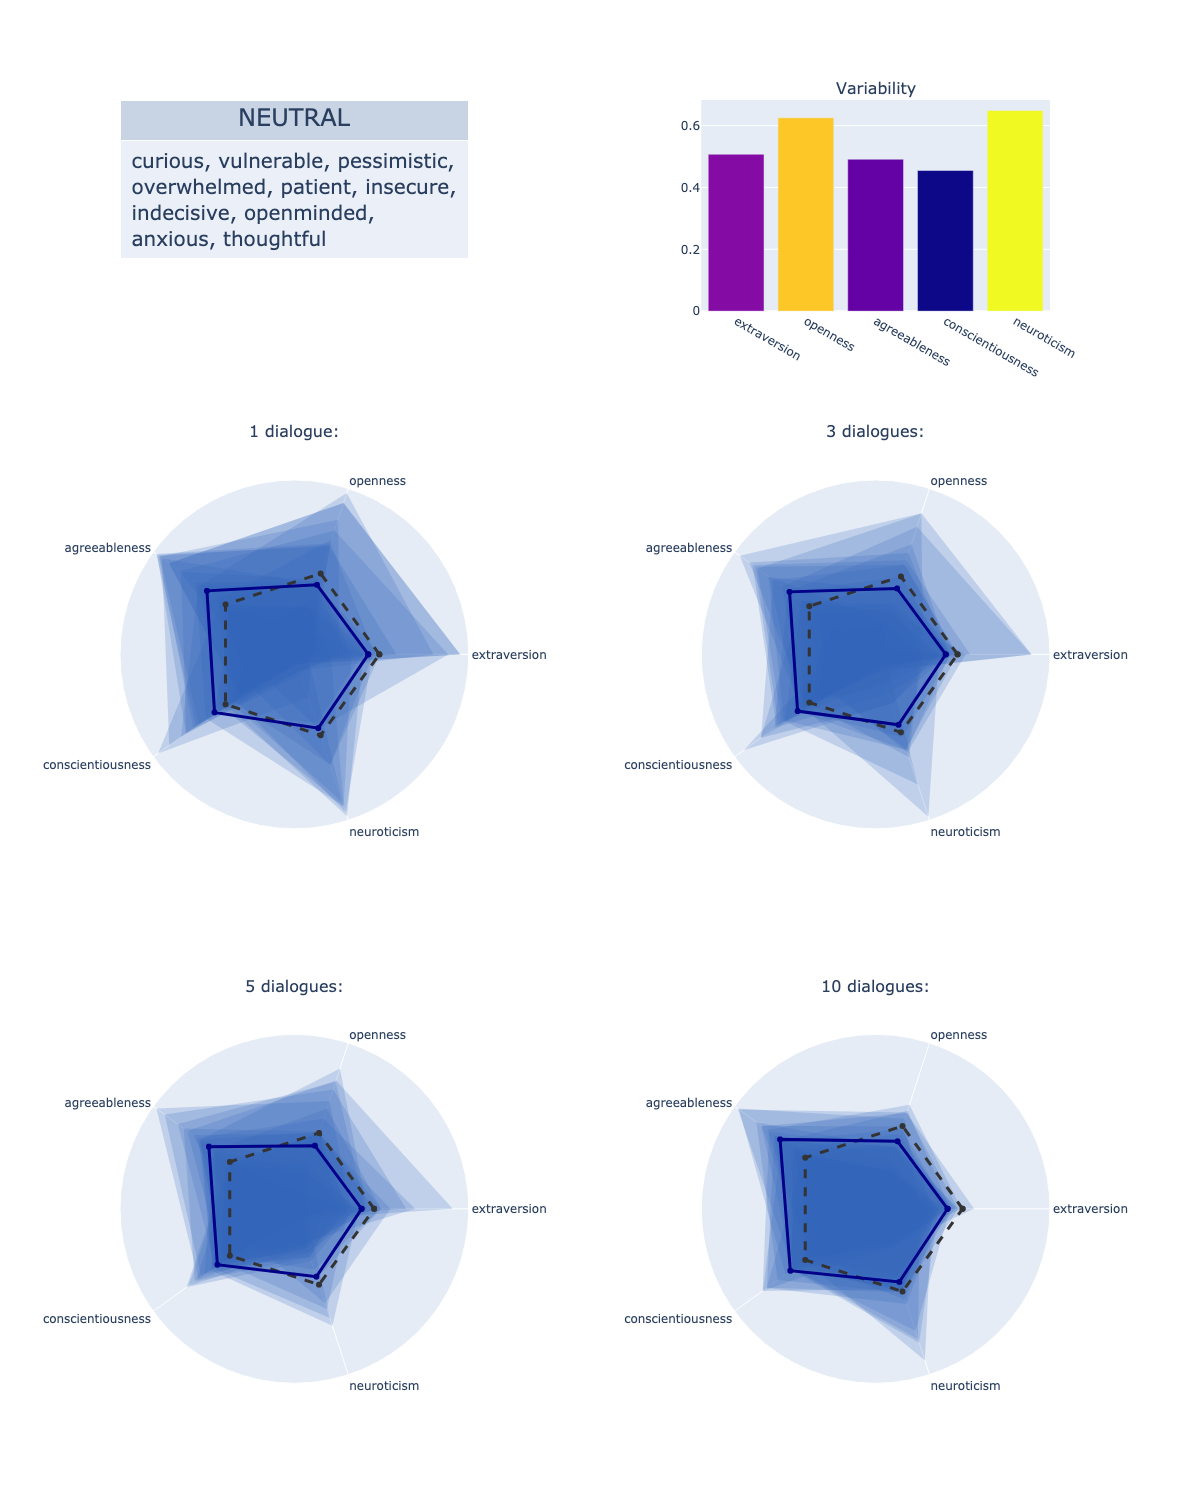 NEUTRAL
curious, vulnerable, pessimistic,
overwhelmed, patient, insecure,
indecisive, openminded,
anxious, thoughtful
Variability
0.6
0.4
0.2
0
extraversion
openness
agreeableness
conscientiousness
neuroticism
1 dialogue:
openness
agreeableness
extraversion
conscientiousness
neuroticism
3 dialogues:
openness
agreeableness
extraversion
conscientiousness
neuroticism
5 dialogues:
openness
agreeableness
extraversion
conscientiousness
neuroticism
10 dialogues:
openness
agreeableness
extraversion
conscientiousness
neuroticism